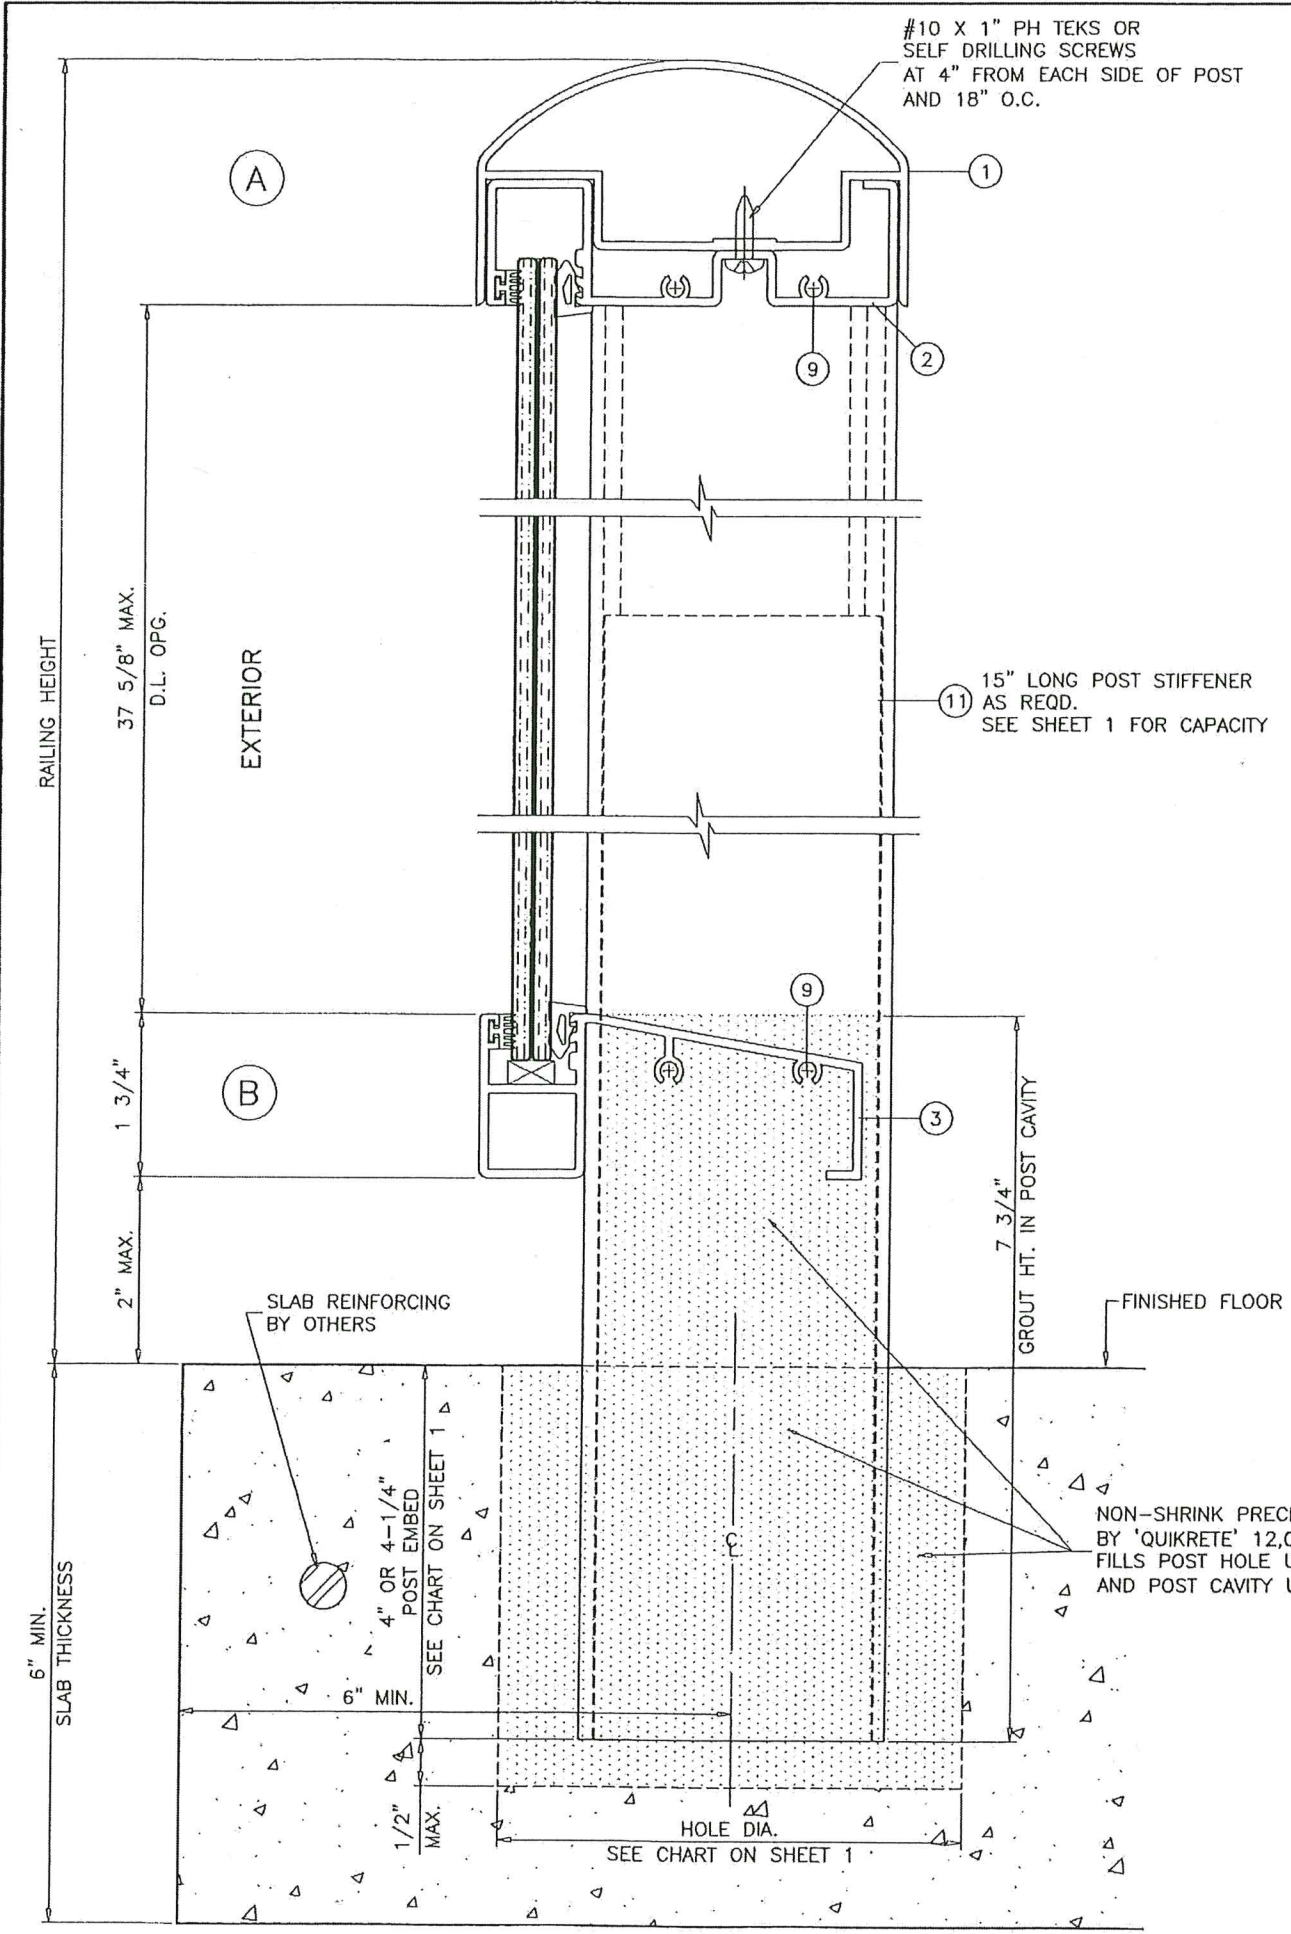 #10 X 1" PH TEKS OR
SELF DRILLING SCREWS
AT 4" FROM EACH SIDE OF POST
AND 18" O.C.
A
1
2
9
RAILING HEIGHT
37 5/8" MAX.
D.L. OPG.
EXTERIOR
11
15" LONG POST STIFFENER
AS REQD.
SEE SHEET 1 FOR CAPACITY
9
1 3/4"
B
3
7 3/4"
GROUT HT. IN POST CAVITY
2" MAX.
SLAB REINFORCING
BY OTHERS
FINISHED FLOOR
4" OR 4-1/4"
POST EMBED
SEE CHART ON SHEET 1
℄
NON-SHRINK
BY 'QUIKRETE'
FILLS POST HOLE
AND POST CAVITY
6" MIN.
SLAB THICKNESS
6" MIN.
1/2"
MAX.
HOLE DIA.
SEE CHART ON SHEET 1